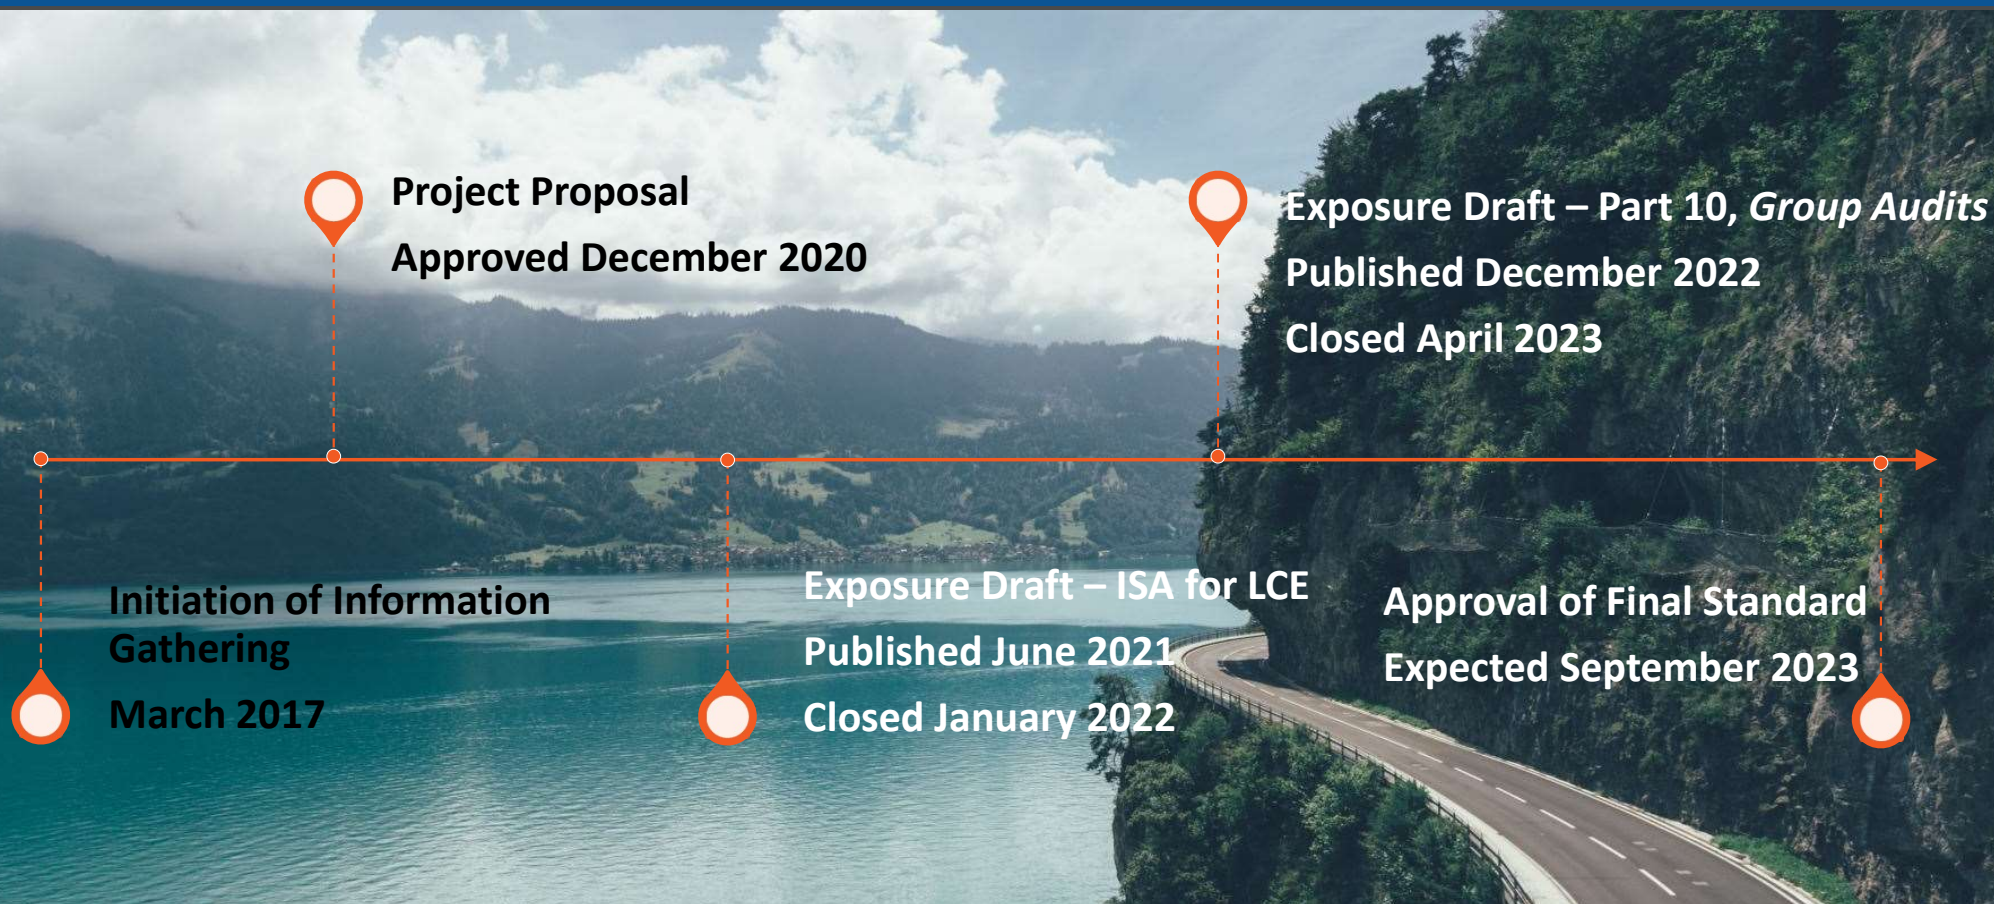 Project Proposal
Approved December 2020
Exposure Draft – Part 10, Group Audits
Published December 2022
Closed April 2023
Initiation of Information
Gathering
March 2017
Exposure Draft – ISA for LCE
Published June 2021
Closed January 2022
Approval of Final Standard
Expected September 2023